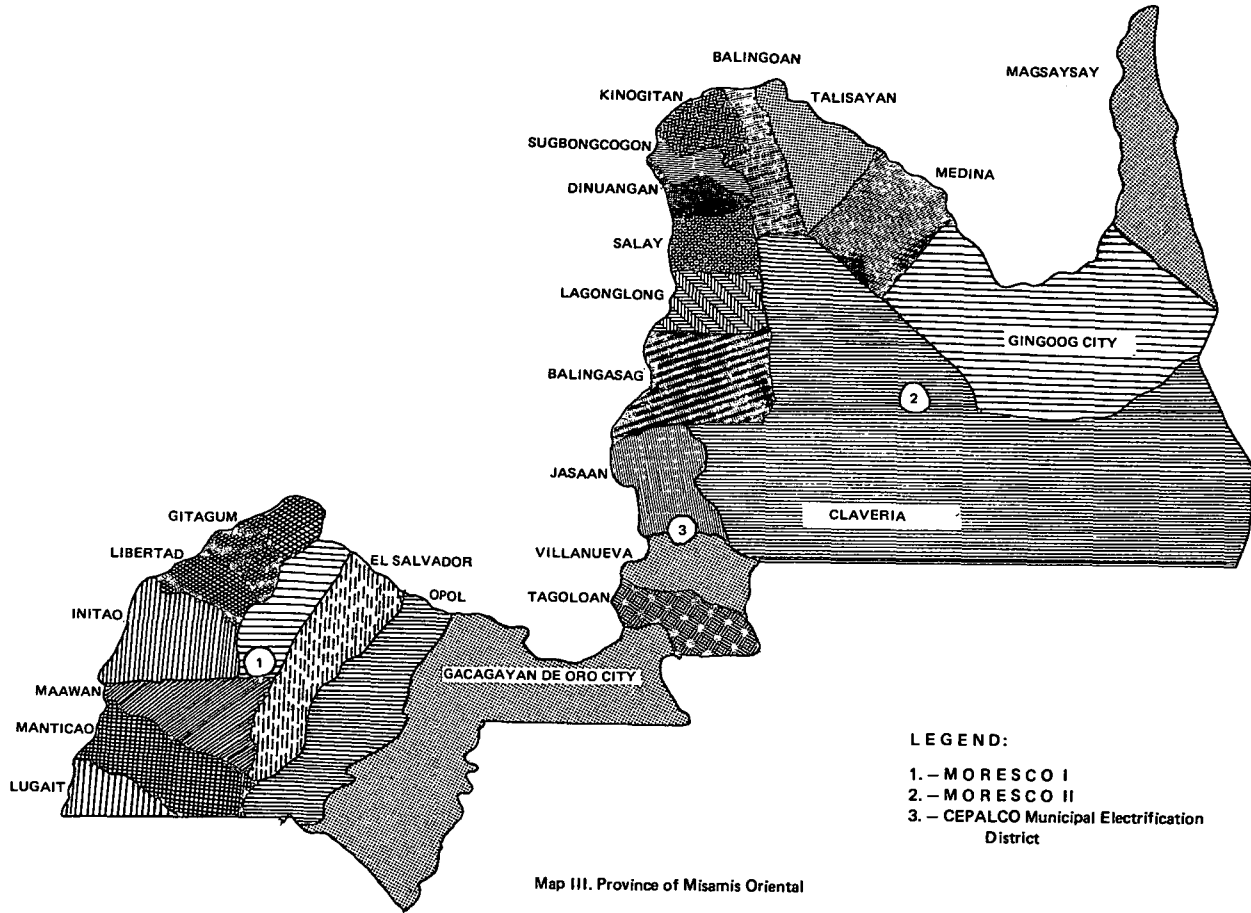 BALINGOAN
MAGSAYSAY
KINOGITAN
TALISAYAN
SUGBONGCOGON
MEDINA
DINUANGAN
SALAY
LAGONGLONG
GINGOOG CITY
BALINGASAG
2
JASAAN
CLAVERIA
GITAGUM
3
LIBERTAD
VILLANUEVA
EL SALVADOR
TAGOLOAN
OPOL
INITAO
1
GACAGAYAN DE ORO CITY
MAAWAN
MANTICAO
LUGAIT
LEGEND:
1. – MORESCO I
2. – MORESCO II
3. – CEPALCO Municipal Electrification
District
Map III. Province of Misamis Oriental